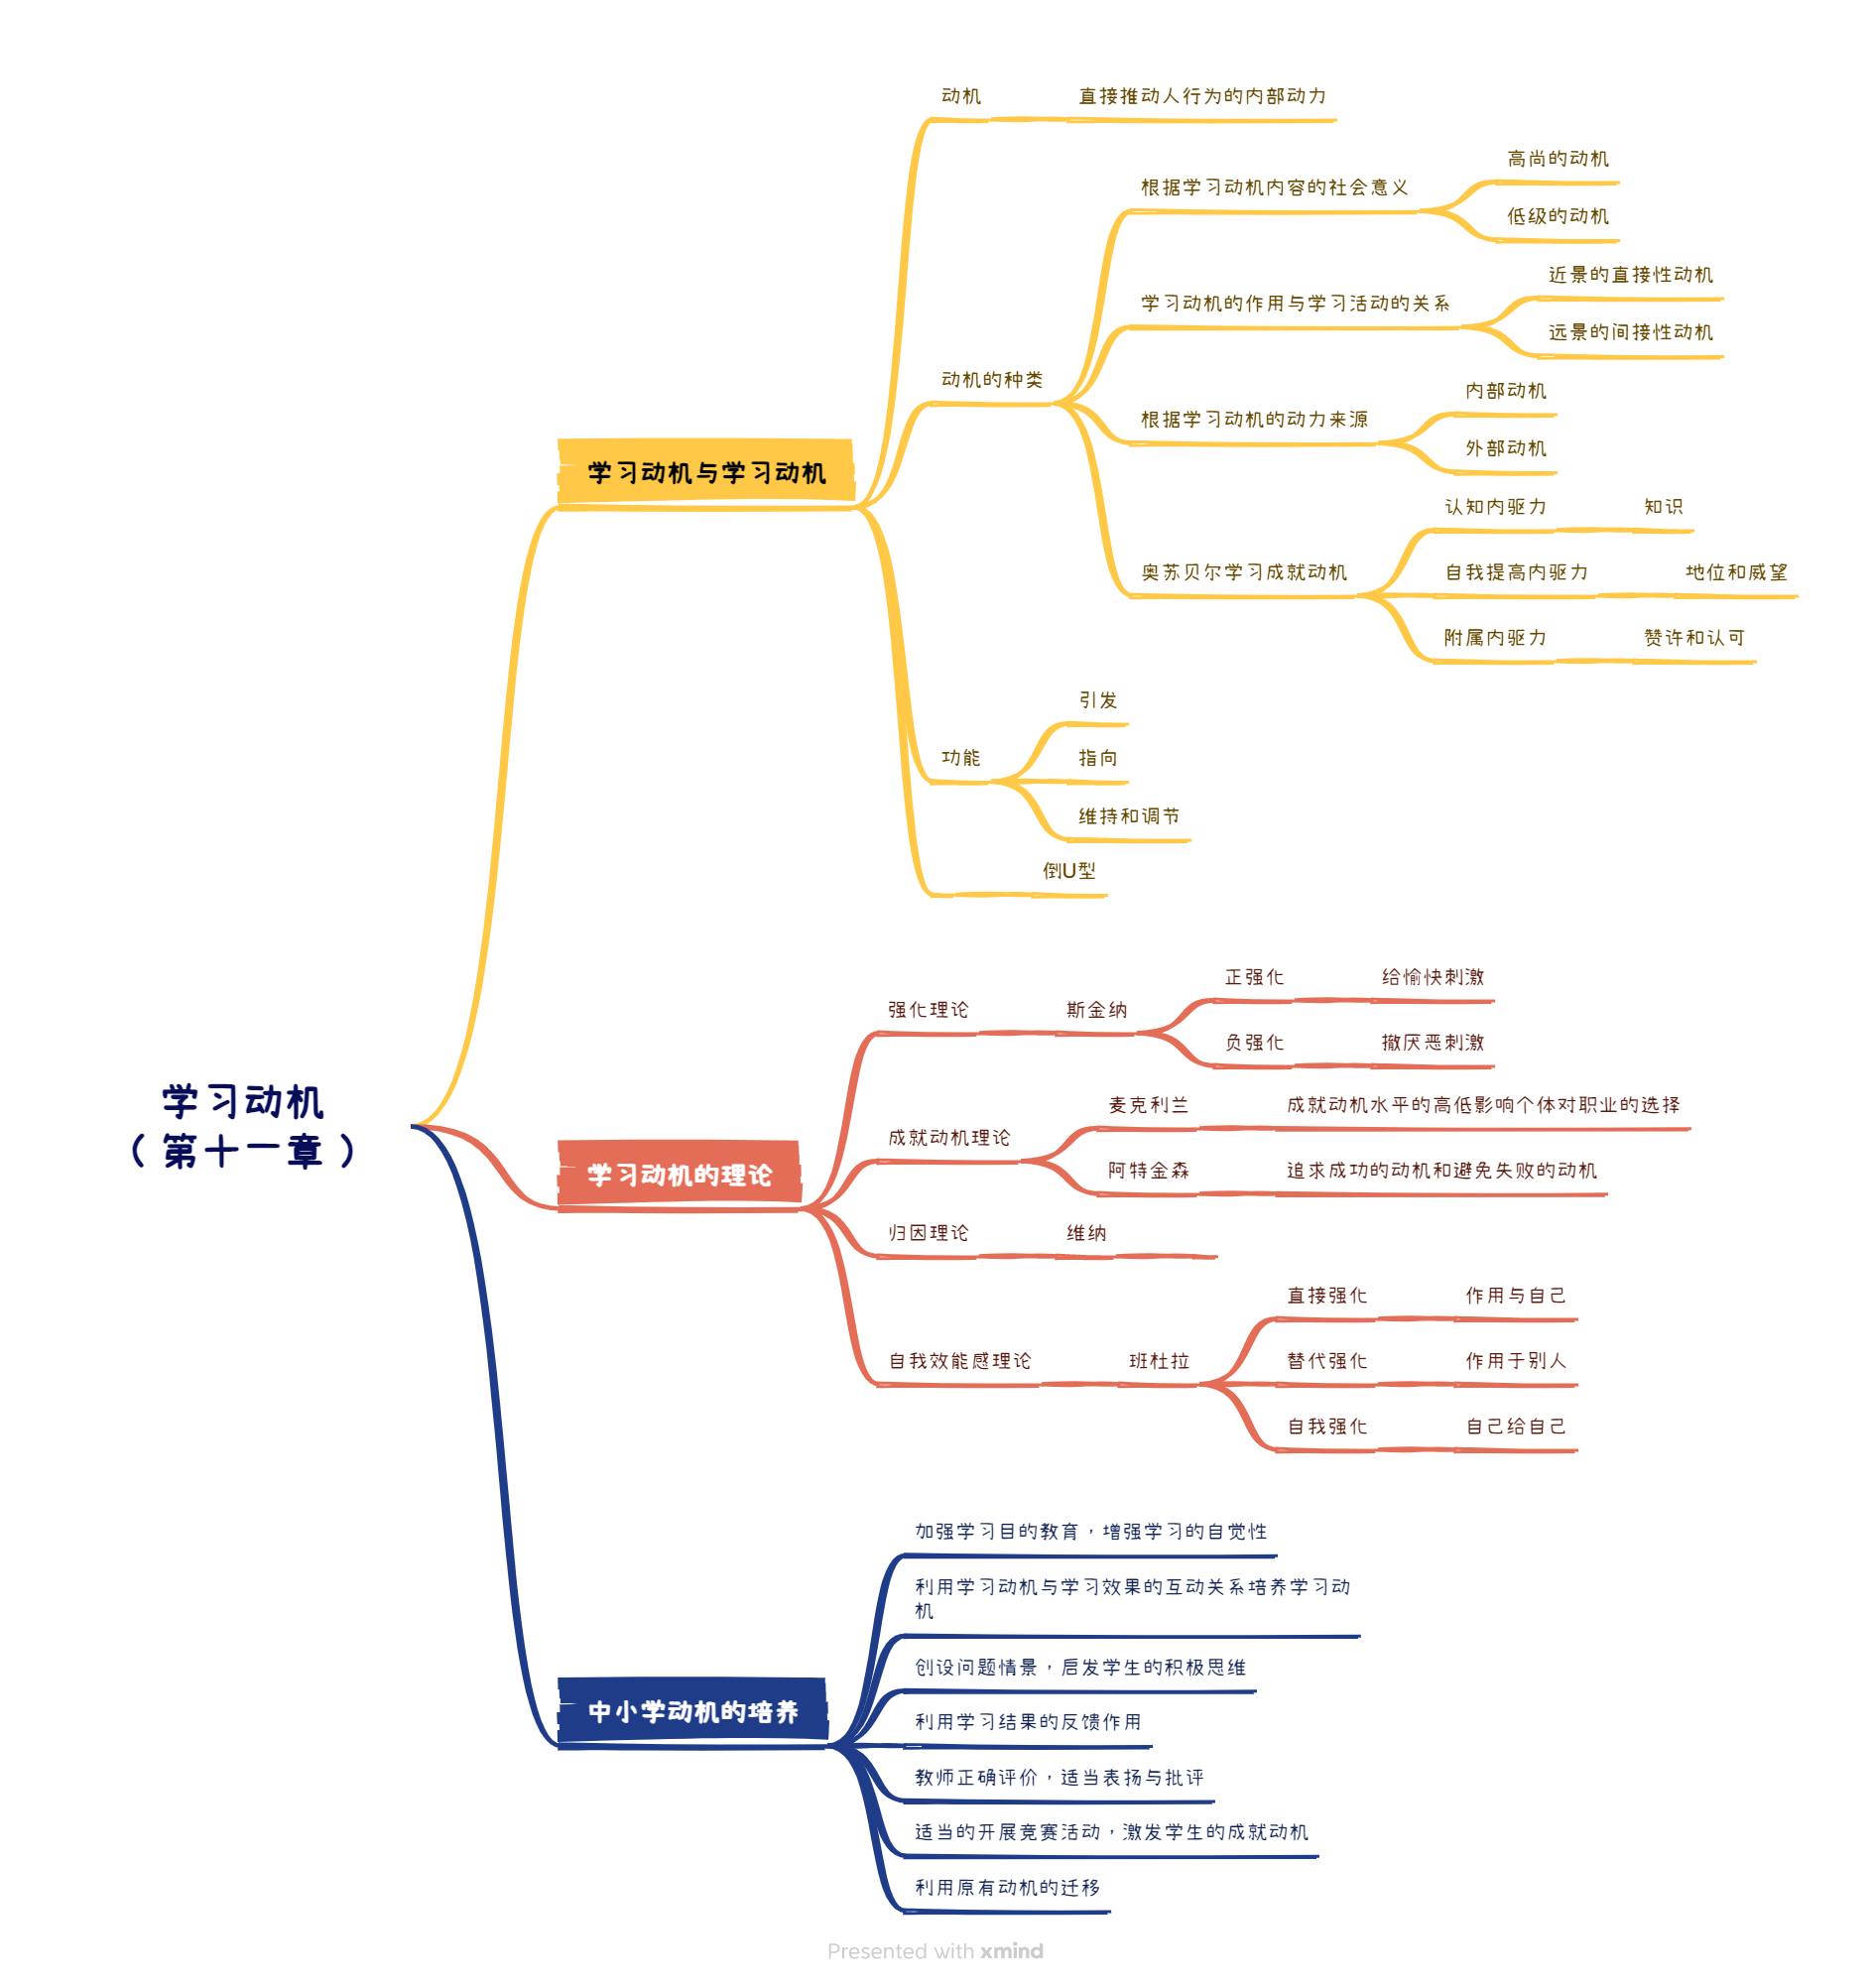 学习动机
（第十一章）
学习动机与学习动机
动机
直接推动人行为的内部动力
动机的种类
根据学习动机内容的社会意义
高尚的动机
低级的动机
学习动机的作用与学习活动的关系
近景的直接性动机
远景的间接性动机
根据学习动机的动力来源
内部动机
外部动机
奥苏贝尔学习成就动机
认知内驱力
知识
自我提高内驱力
地位和威望
附属内驱力
赞许和认可
功能
引发
指向
维持和调节
倒U型
学习动机的理论
强化理论
斯金纳
正强化
给愉快刺激
负强化
撤厌恶刺激
成就动机理论
麦克利兰
成就动机水平的高低影响个体对职业的选择
阿特金森
追求成功的动机和避免失败的动机
归因理论
维纳
自我效能感理论
班杜拉
直接强化
作用与自己
替代强化
作用于别人
自我强化
自己给自己
中小学动机的培养
加强学习目的教育，增强学习的自觉性
利用学习动机与学习效果的互动关系培养学习动
机
创设问题情景，启发学生的积极思维
利用学习结果的反馈作用
教师正确评价，适当表扬与批评
适当的开展竞赛活动，激发学生的成就动机
利用原有动机的迁移
Presented with xmind